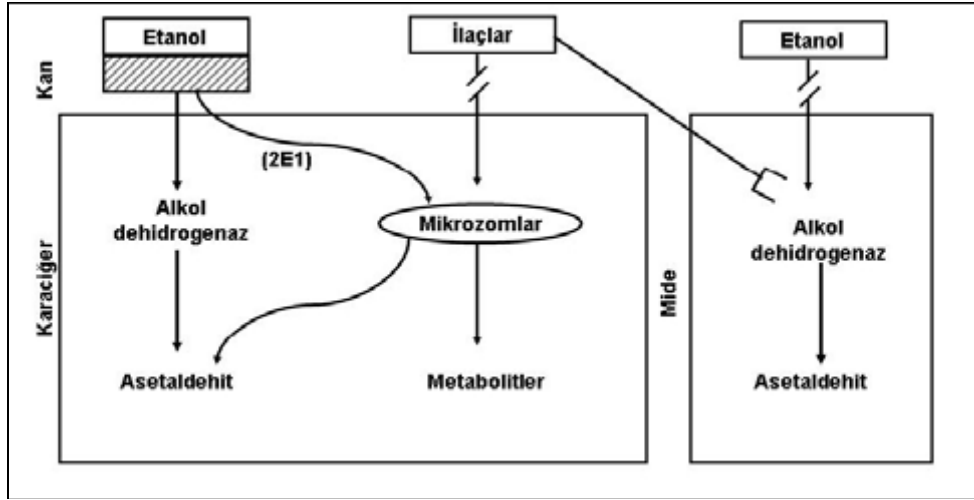 Kan
Etanol
İlaçlar
Etanol
(2E1)
Karaciğer
Alkol
dehidrogenaz
Mikrozomlar
Mide
Alkol
dehidrogenaz
Asetaldehit
Metabolitler
Asetaldehit